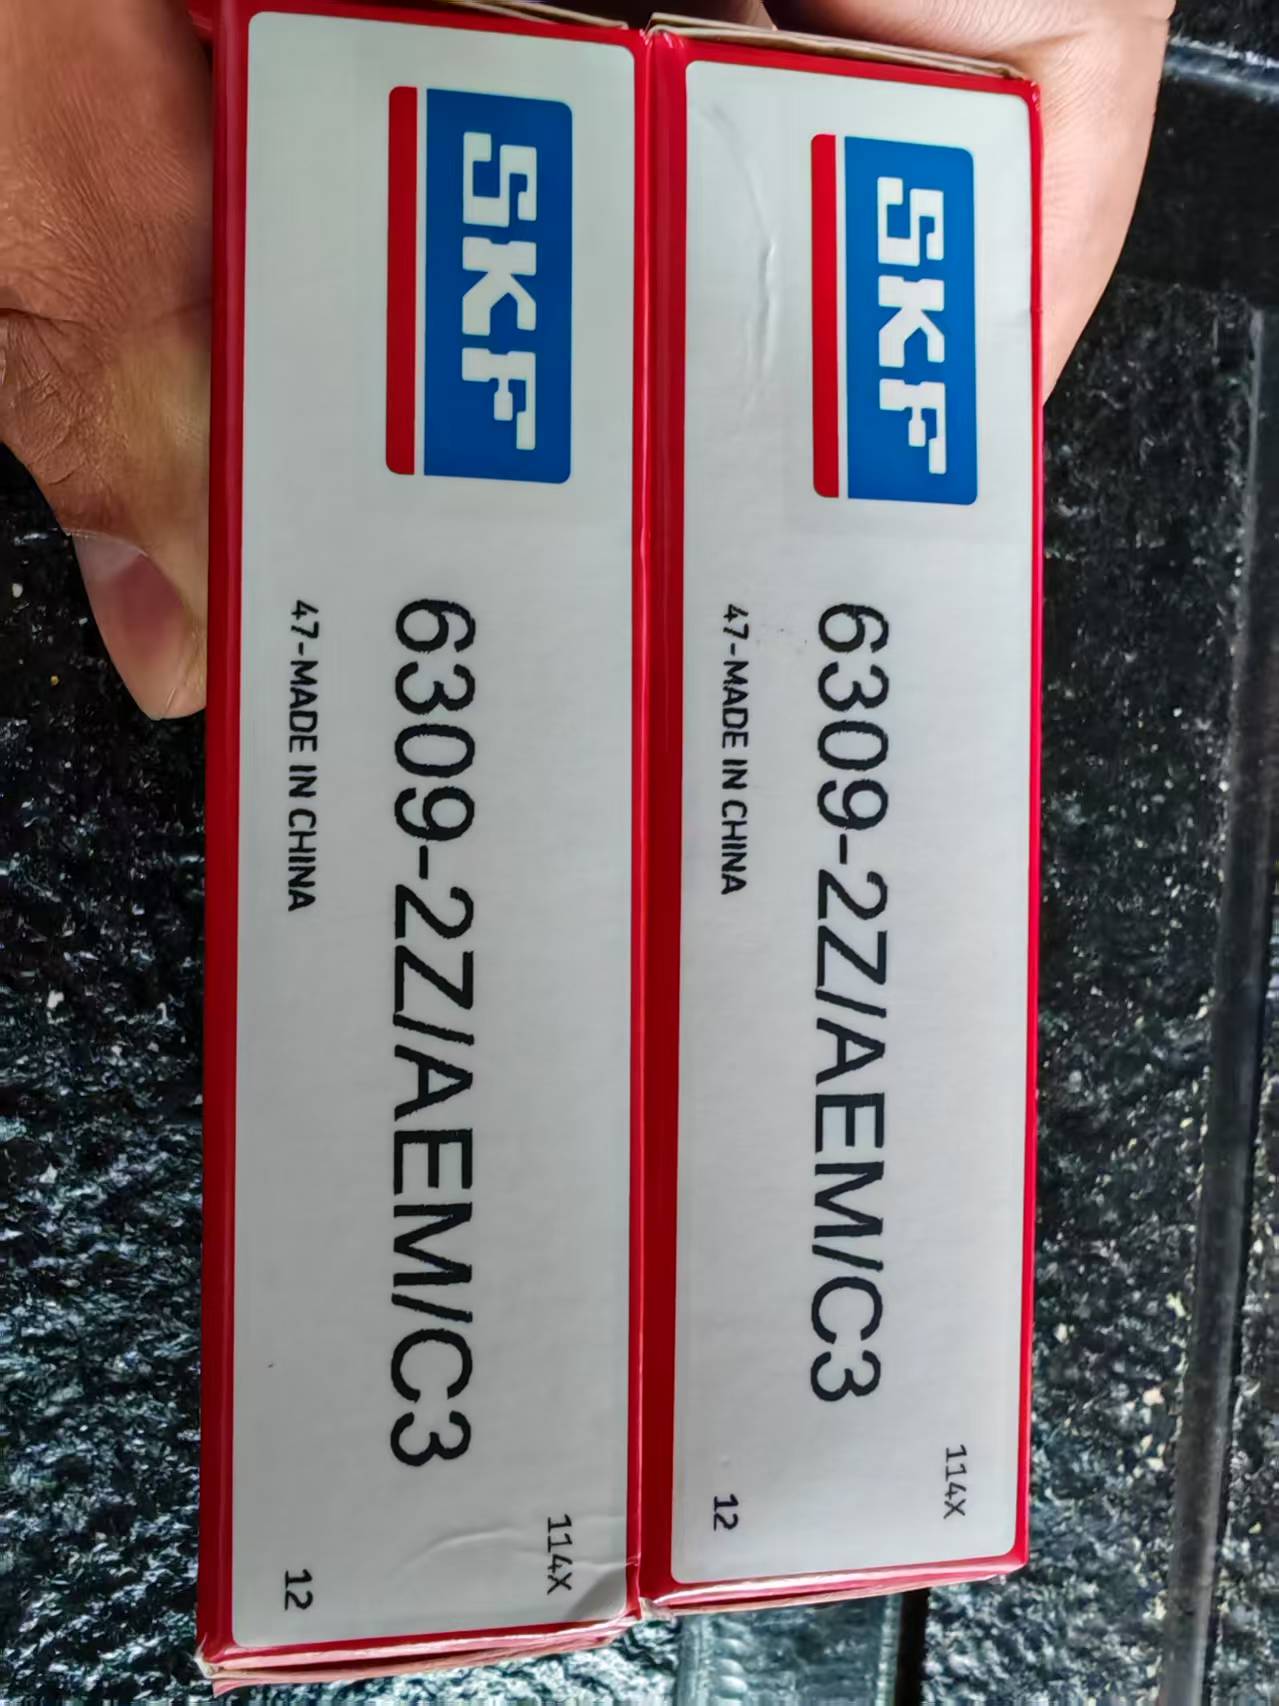 SKF
6309-2Z/AEM/C3
47-MADE IN CHINA
114X
12
SKF
6309-2Z/AEM/C3
47-MADE IN CHINA
114X
12